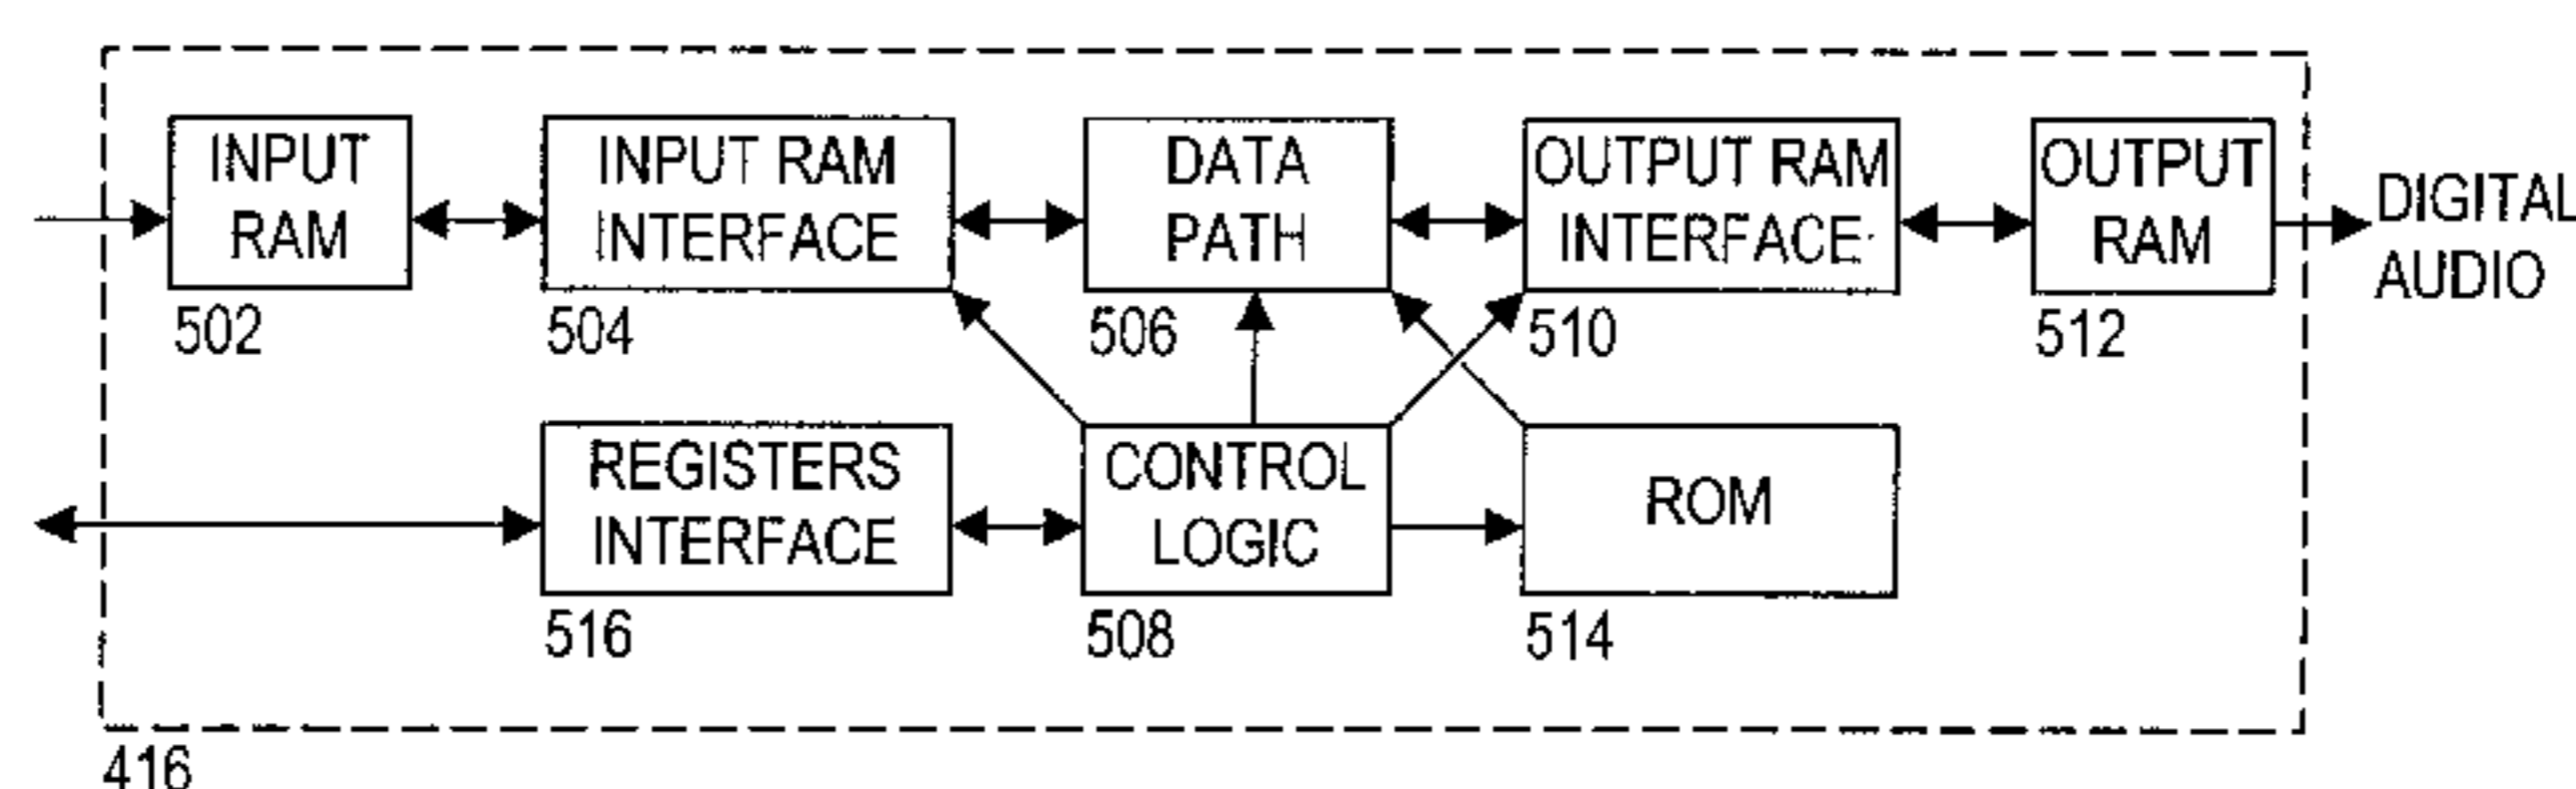 INPUT
RAM
502
INPUT RAM
INTERFACE
504
DATA
PATH
506
OUTPUT RAM
INTERFACE
510
OUTPUT
RAM
512
DIGITAL
AUDIO
REGISTERS
INTERFACE
516
CONTROL
LOGIC
508
ROM
514
416